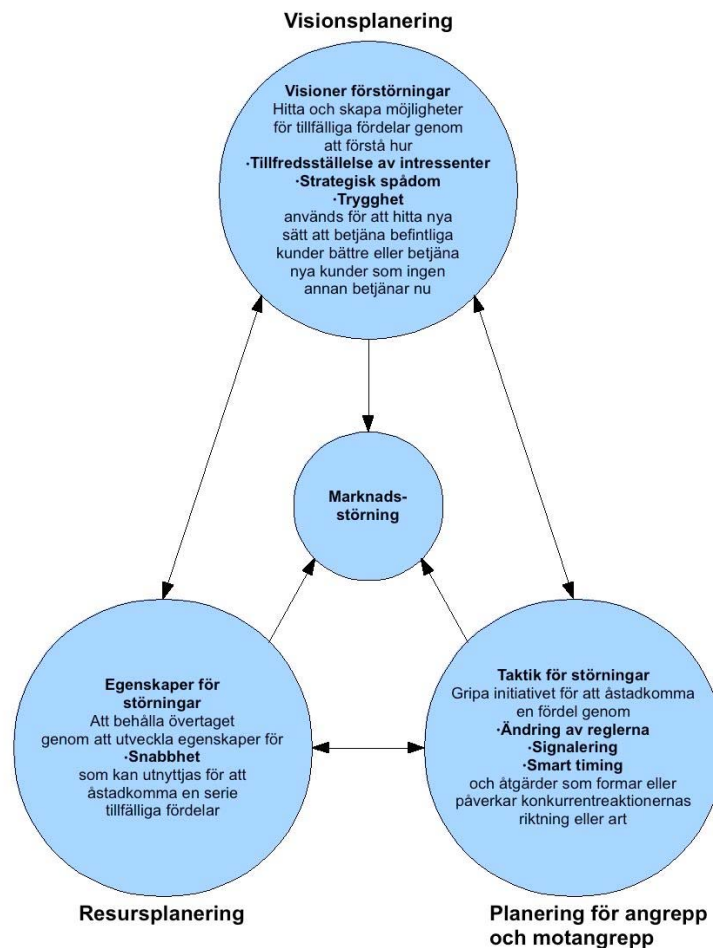 Visionsplanering
Visioner förstörningar
Hitta och skapa möjligheter
för tillfälliga fördelar genom
att förstå hur
·Tillfredsställelse av intressenter
·Strategisk spådom
·Trygghet
används för att hitta nya
sätt att betjäna befintliga
kunder bättre eller betjäna
nya kunder som ingen
annan betjänar nu
Marknads-
störning
Egenskaper för
störningar
Att behålla övertaget
genom att utveckla egenskaper för
·Snabbhet
som kan utnyttjas för att
åstadkomma en serie
tillfälliga fördelar
Taktik för störningar
Gripa initiativet för att åstadkomma
en fördel genom
·Ändring av reglerna
·Signalering
·Smart timing
och åtgärder som formar eller
påverkar konkurrentreaktionernas
riktning eller art
Resursplanering
Planering för angrepp
och motangrepp